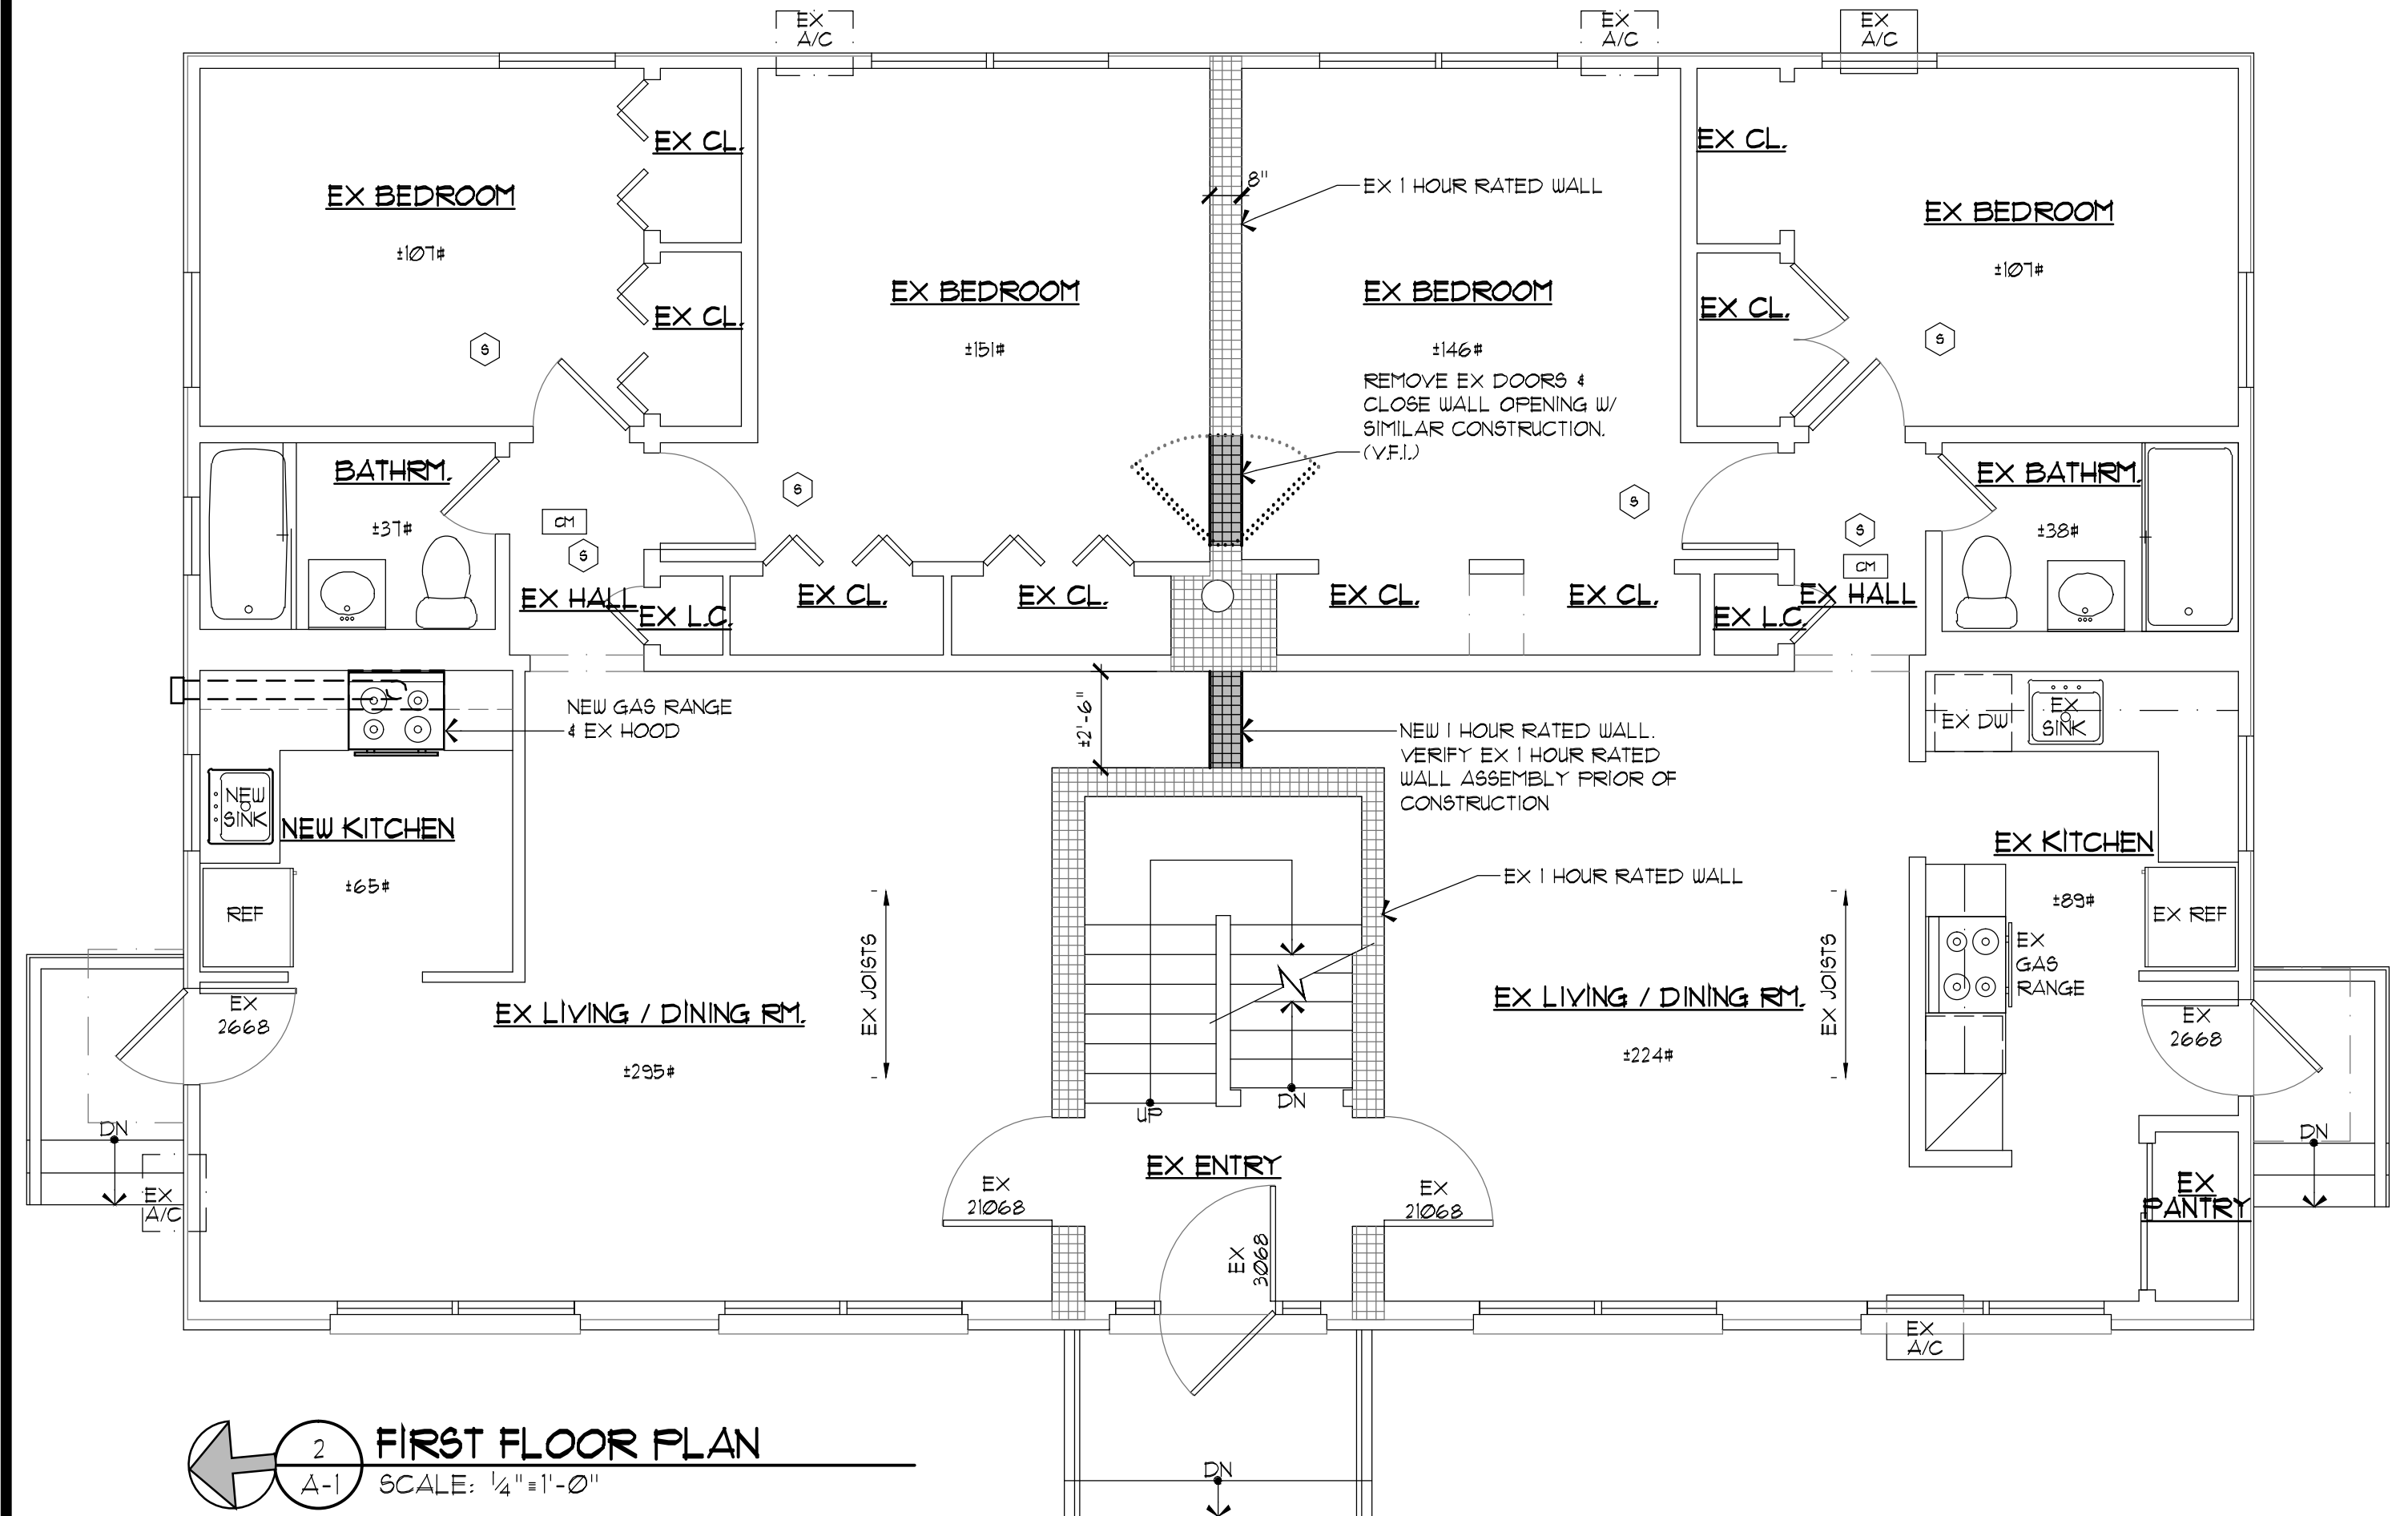 EX
A/C
EX
A/C
EX
A/C
EX CL.
EX CL.
EX BEDROOM
±107#
8"
EX 1 HOUR RATED WALL
EX BEDROOM
±107#
EX CL.
EX CL.
EX BEDROOM
±151#
EX BEDROOM
±146#
REMOVE EX DOORS &
CLOSE WALL OPENING W/
SIMILAR CONSTRUCTION.
(V.F.I.)
S
S
BATHRM.
±37#
EX BATHRM.
±38#
S
S
CM
S
S
CM
EX HALL
EX L.C.
EX CL.
EX CL.
EX CL.
EX CL.
EX L.C.
EX HALL
NEW GAS RANGE
& EX HOOD
±2'-6"
NEW 1 HOUR RATED WALL.
VERIFY EX 1 HOUR RATED
WALL ASSEMBLY PRIOR OF
CONSTRUCTION
EX DW
EX
SINK
NEW
SINK
NEW KITCHEN
±65#
EX KITCHEN
±89#
EX 1 HOUR RATED WALL
REF
EX REF
EX
GAS
RANGE
EX JOISTS
EX JOISTS
EX
2668
EX LIVING / DINING RM.
±295#
EX LIVING / DINING RM.
±224#
EX
2668
UP
DN
DN
DN
EX
A/C
EX ENTRY
EX
21068
EX
21068
EX
3068
EX
PANTRY
EX
A/C
2
A-1
FIRST FLOOR PLAN
SCALE: 1/4"=1'-0"
DN